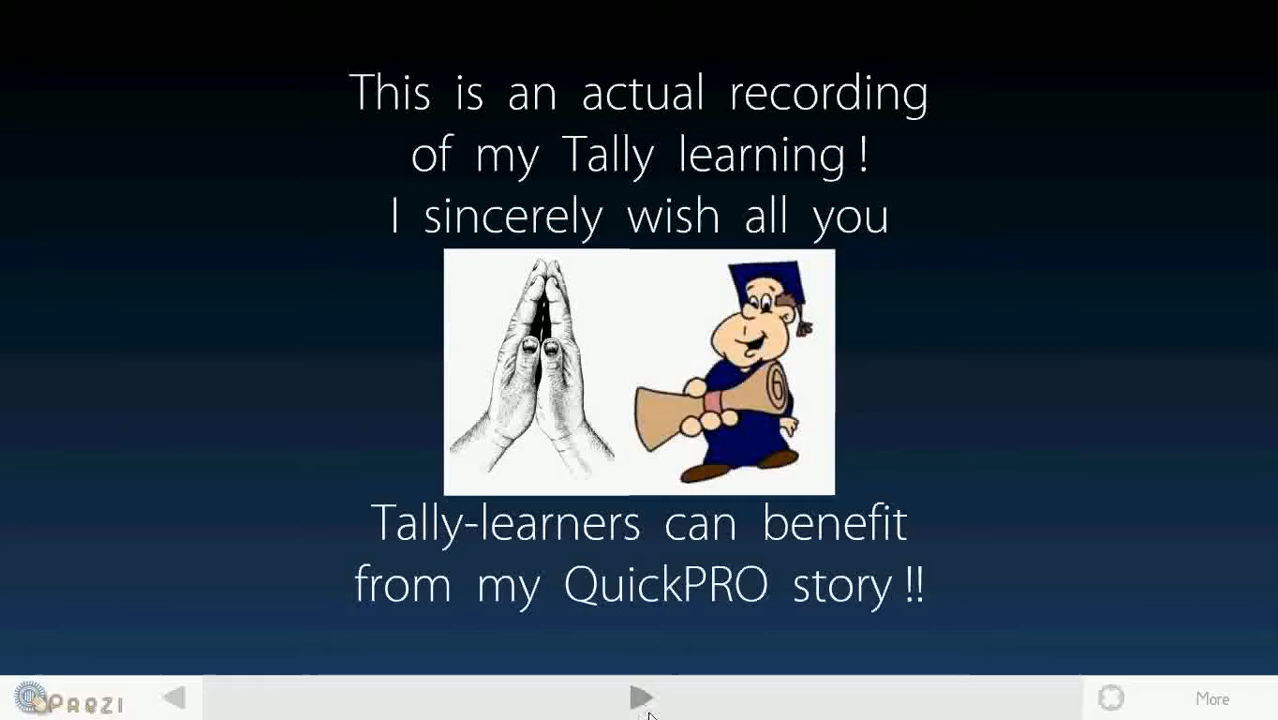 This is an actual recording
of my Tally learning !
I sincerely wish all you
Tally-learners can benefit
from my QuickPRO story !!
PREZI
More